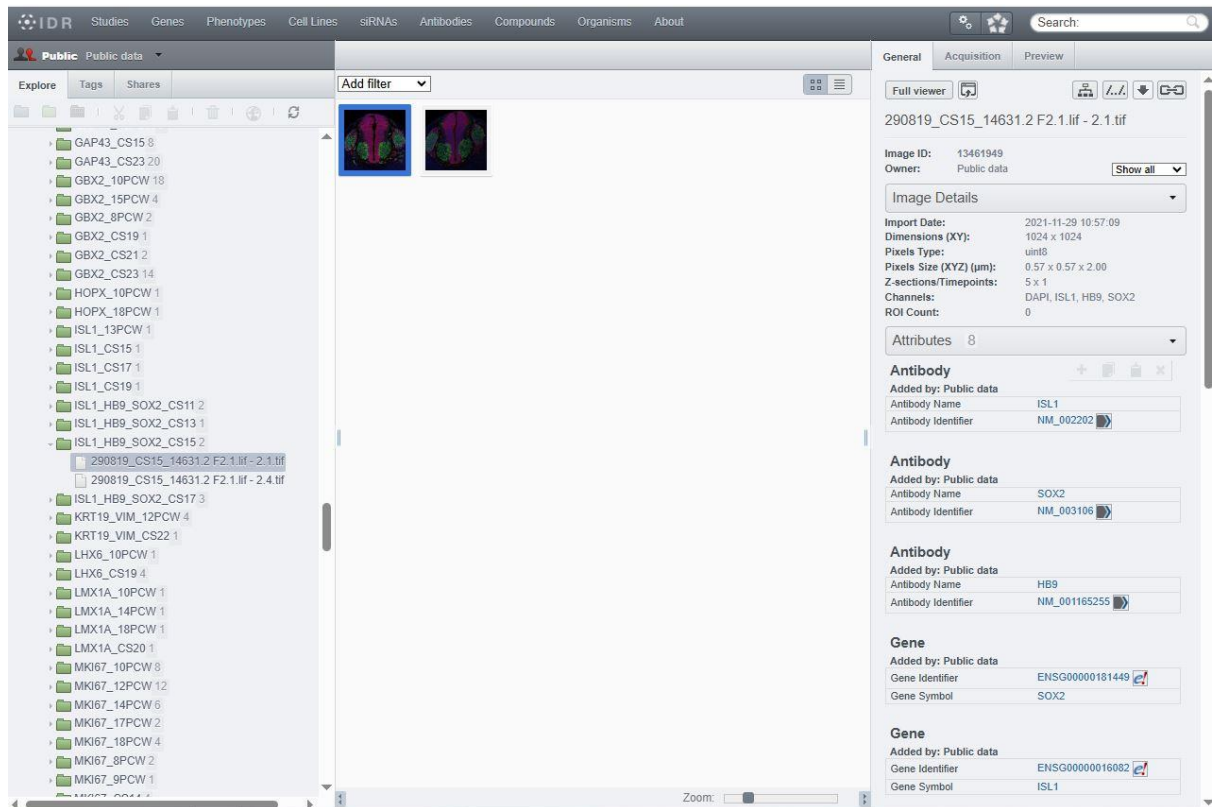 IDR Studies Genes Phenotypes Cell Lines siRNAs Antibodies Compounds Organisms About Search:
Public Public data
Explore Tags Shares
GAP43_CS15 8
GAP43_CS23 20
GBX2_10PCW 18
GBX2_15PCW 4
GBX2_8PCW 2
GBX2_CS19 1
GBX2_CS21 2
GBX2_CS23 14
HOPX_10PCW 1
HOPX_18PCW 1
ISL1_13PCW 1
ISL1_CS15 1
ISL1_CS17 1
ISL1_CS19 1
ISL1_HB9_SOX2_CS11 2
ISL1_HB9_SOX2_CS13 1
ISL1_HB9_SOX2_CS15 2
290819_CS15_14631.2 F2.1.lif - 2.1.tif
290819_CS15_14631.2 F2.1.lif - 2.4.tif
ISL1_HB9_SOX2_CS17 3
KRT19_VIM_12PCW 4
KRT19_VIM_CS22 1
LHX6_10PCW 1
LHX6_CS19 4
LMX1A_10PCW 1
LMX1A_14PCW 1
LMX1A_18PCW 1
LMX1A_CS20 1
MKI67_10PCW 8
MKI67_12PCW 12
MKI67_14PCW 6
MKI67_17PCW 2
MKI67_18PCW 4
MKI67_8PCW 2
MKI67_9PCW 1
Add filter
Zoom:
General Acquisition Preview
Full viewer
290819_CS15_14631.2 F2.1.lif - 2.1.tif
Image ID: 13461949
Owner: Public data Show all
Image Details
Import Date: 2021-11-29 10:57:09
Dimensions (XY): 1024 x 1024
Pixels Type: uint8
Pixels Size (XYZ) (µm): 0.57 x 0.57 x 2.00
Z-sections/Timepoints: 5 x 1
Channels: DAPI, ISL1, HB9, SOX2
ROI Count: 0
Attributes 8
Antibody
Added by: Public data
Antibody Name ISL1
Antibody Identifier NM_002202
Antibody
Added by: Public data
Antibody Name SOX2
Antibody Identifier NM_003106
Antibody
Added by: Public data
Antibody Name HB9
Antibody Identifier NM_001165255
Gene
Added by: Public data
Gene Identifier ENSG00000181449
Gene Symbol SOX2
Gene
Added by: Public data
Gene Identifier ENSG00000016082
Gene Symbol ISL1